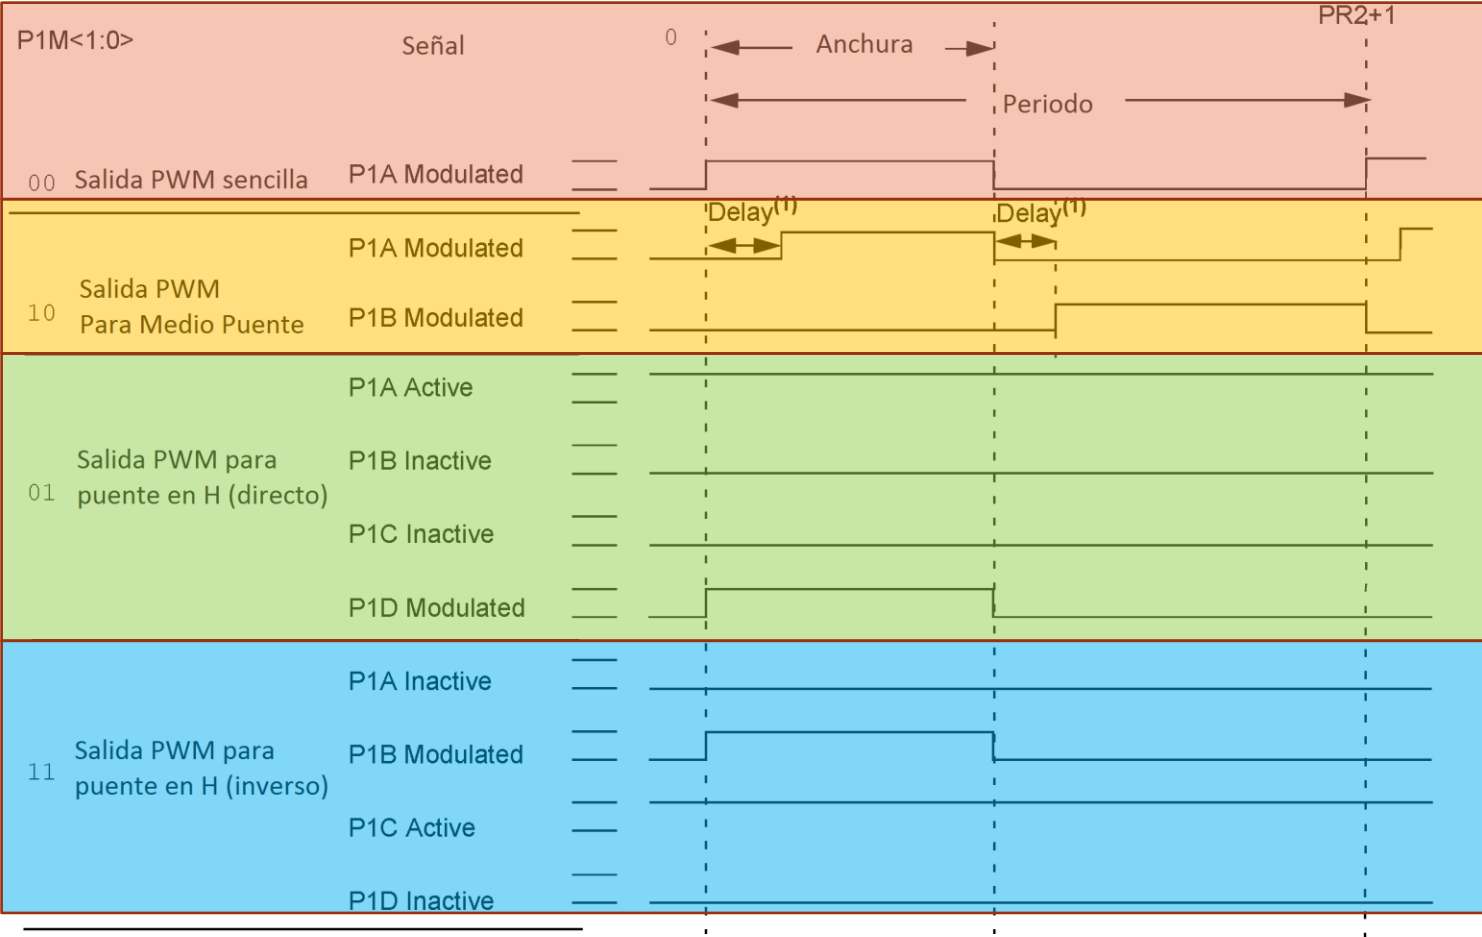 PR2+1
P1M<1:0>
Señal
0
Anchura
Periodo
00
Salida PWM sencilla
P1A Modulated
Delay(1)
Delay(1)
P1A Modulated
Salida PWM
10
Para Medio Puente
P1B Modulated
P1A Active
Salida PWM para
P1B Inactive
01
puente en H (directo)
P1C Inactive
P1D Modulated
P1A Inactive
Salida PWM para
P1B Modulated
11
puente en H (inverso)
P1C Active
P1D Inactive